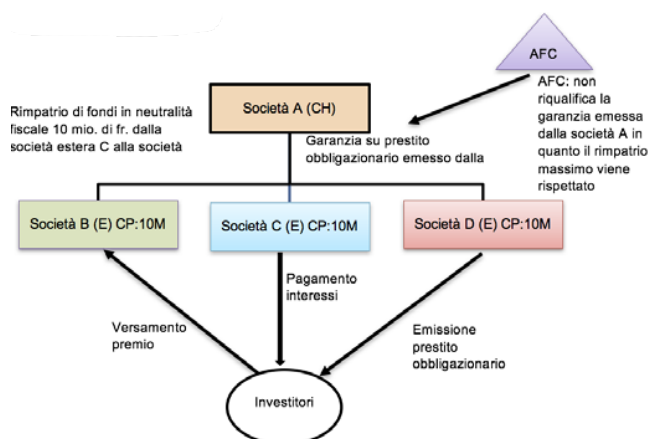 AFC
Rimpatrio di fondi in neutralità
fiscale 10 mio. di fr. dalla
società estera C alla società
Società A (CH)
AFC: non
riqualifica la
garanzia emessa
dalla società A in
quanto il rimpatrio
massimo viene
rispettato
Garanzia su prestito
obbligazionario emesso dalla
Società B (E) CP:10M
Società C (E) CP:10M
Società D (E) CP:10M
Pagamento
interessi
Versamento
premio
Emissione
prestito
obbligazionario
Investitori